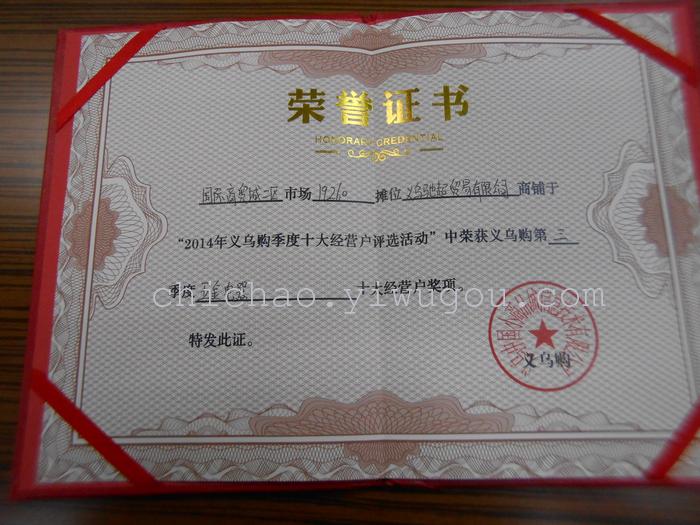 荣誉证书
HONORARY CREDENTIAL
国际商贸城二区市场 19260 摊位 义乌驰超贸易有限公司 商铺于
“2014年义乌购季度十大经营户评选活动”中荣获义乌购第三
季度 五金电器 十大经营户奖项。
chichao.yiwugou.com
特发此证。
义乌购